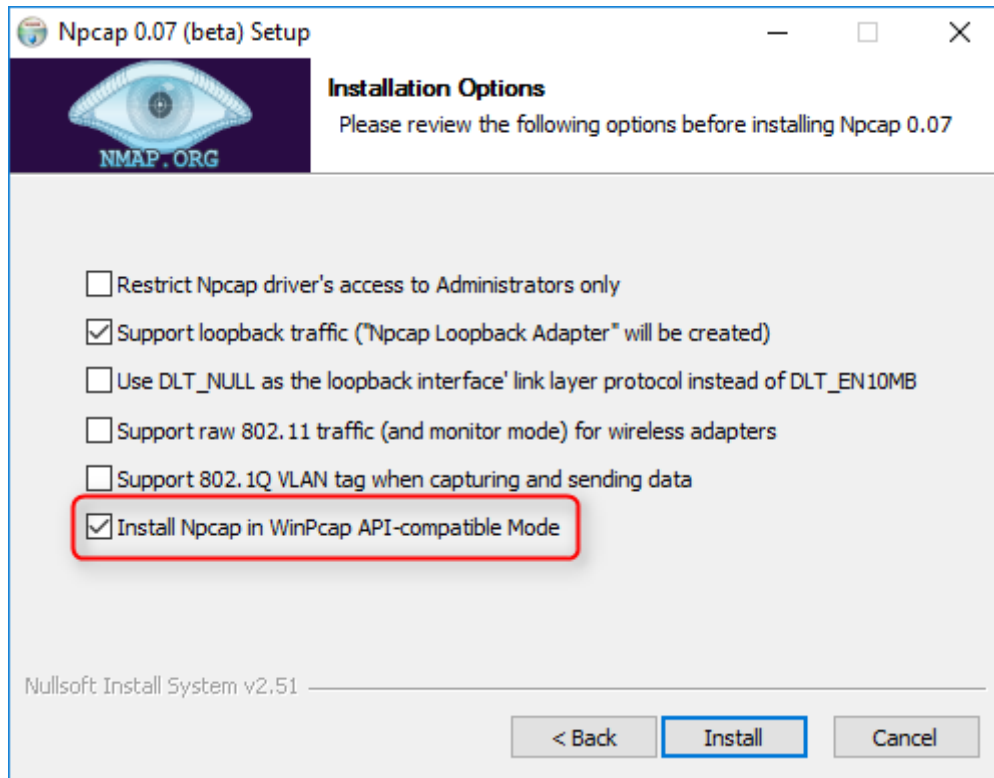 Npcap 0.07 (beta) Setup
NMAP.ORG
Installation Options
Please review the following options before installing Npcap 0.07
Restrict Npcap driver's access to Administrators only
Support loopback traffic ("Npcap Loopback Adapter" will be created)
Use DLT_NULL as the loopback interface' link layer protocol instead of DLT_EN10MB
Support raw 802.11 traffic (and monitor mode) for wireless adapters
Support 802.1Q VLAN tag when capturing and sending data
Install Npcap in WinPcap API-compatible Mode
Nullsoft Install System v2.51
< Back
Install
Cancel